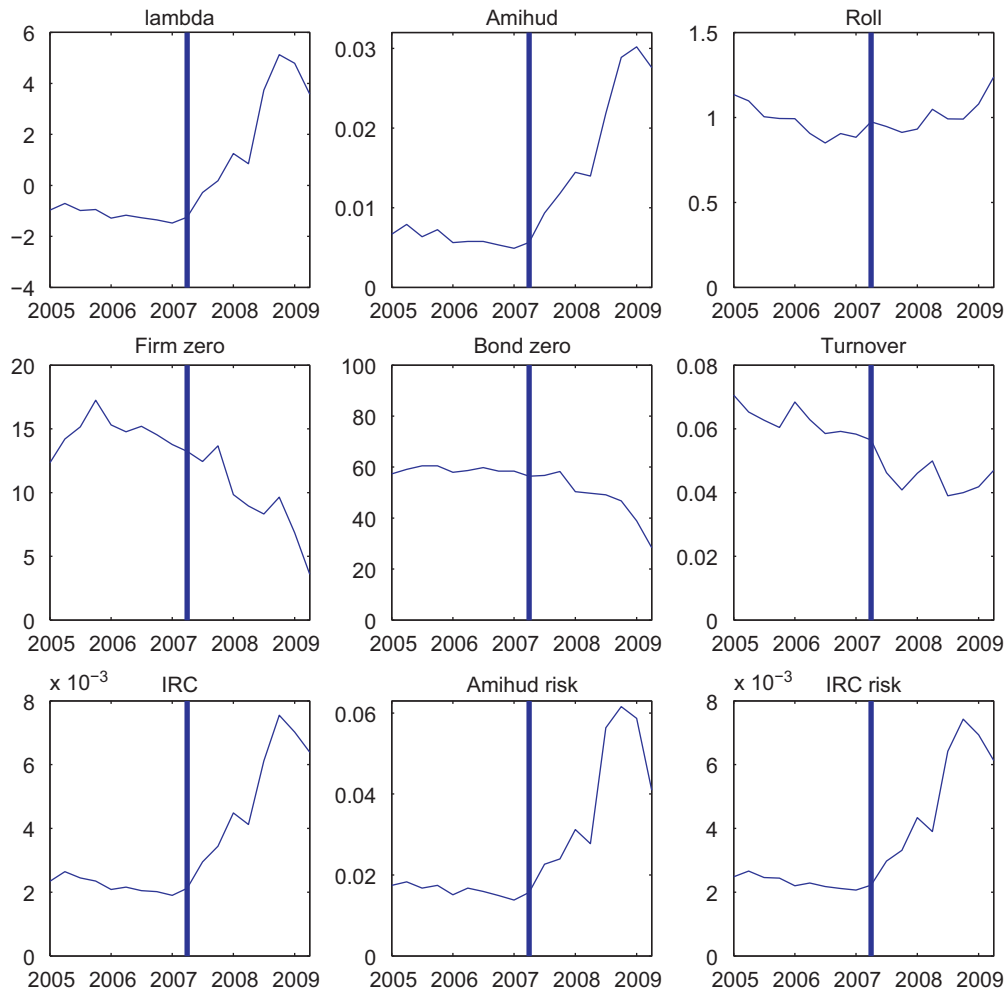 lambda Amihud Roll
6 0.03 1.5
4
2 0.02 1
0 0.01 0.5
−2
−4 0 0
2005 2006 2007 2008 2009 2005 2006 2007 2008 2009 2005 2006 2007 2008 2009
Firm zero Bond zero Turnover
20 100 0.08
15 80 0.06
10 60 0.04
5 40 0.02
20
0 0 0
2005 2006 2007 2008 2009 2005 2006 2007 2008 2009 2005 2006 2007 2008 2009
x 10−3 IRC Amihud risk x 10−3 IRC risk
8 0.06 8
6 0.04 6
4 0.02 4
2 2
0 0 0
2005 2006 2007 2008 2009 2005 2006 2007 2008 2009 2005 2006 2007 2008 2009